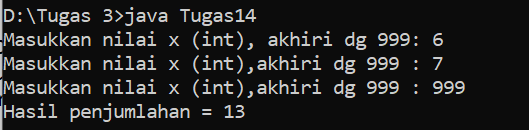 D:\Tugas 3>java Tugas14
Masukkan nilai x (int), akhiri dg 999: 6
Masukkan nilai x (int),akhiri dg 999 : 7
Masukkan nilai x (int),akhiri dg 999 : 999
Hasil penjumlahan = 13